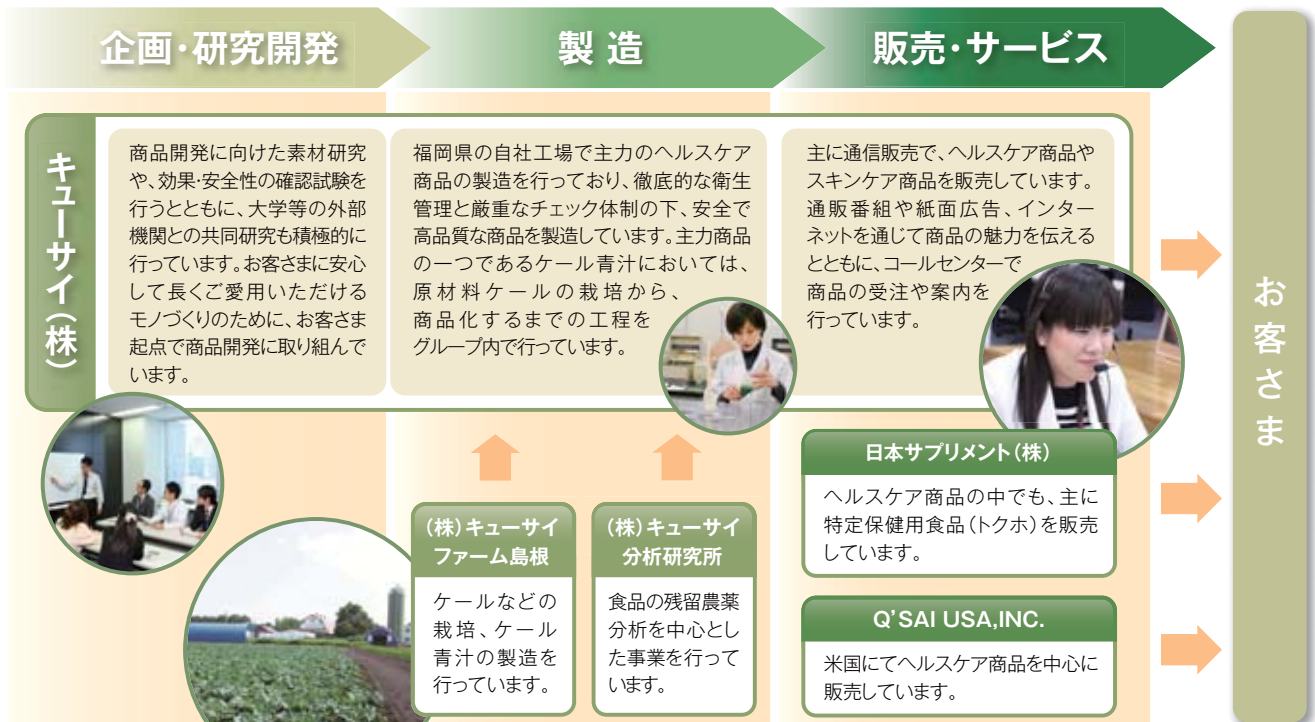 企画・研究開発
製造
販売・サービス
キューサイ(株)
商品開発に向けた素材研究
や、効果・安全性の確認試験を
行うとともに、大学等の外部
機関との共同研究も積極的に
行っています。お客さまに安心
して長くご愛用いただける
モノづくりのために、お客さま
起点で商品開発に取り組んで
います。
福岡県の自社工場で主力のヘルスケア
商品の製造を行っており、徹底的な衛生
管理と厳重なチェック体制の下、安全で
高品質な商品を製造しています。主力商品
の一つであるケール青汁においては、
原材料ケールの栽培から、
商品化するまでの工程を
グループ内で行っています。
主に通信販売で、ヘルスケア商品や
スキンケア商品を販売しています。
通販番組や紙面広告、インター
ネットを通じて商品の魅力を伝える
とともに、コールセンターで
商品の受注や案内を
行っています。
(株)キューサイ
ファーム島根
ケールなどの
栽培、ケール
青汁の製造を
行っています。
(株)キューサイ
分析研究所
食品の残留農薬
分析を中心とし
た事業を行って
います。
日本サプリメント(株)
ヘルスケア商品の中でも、主に
特定保健用食品(トクホ)を販売
しています。
Q'SAI USA,INC.
米国にてヘルスケア商品を中心に
販売しています。
お客さま